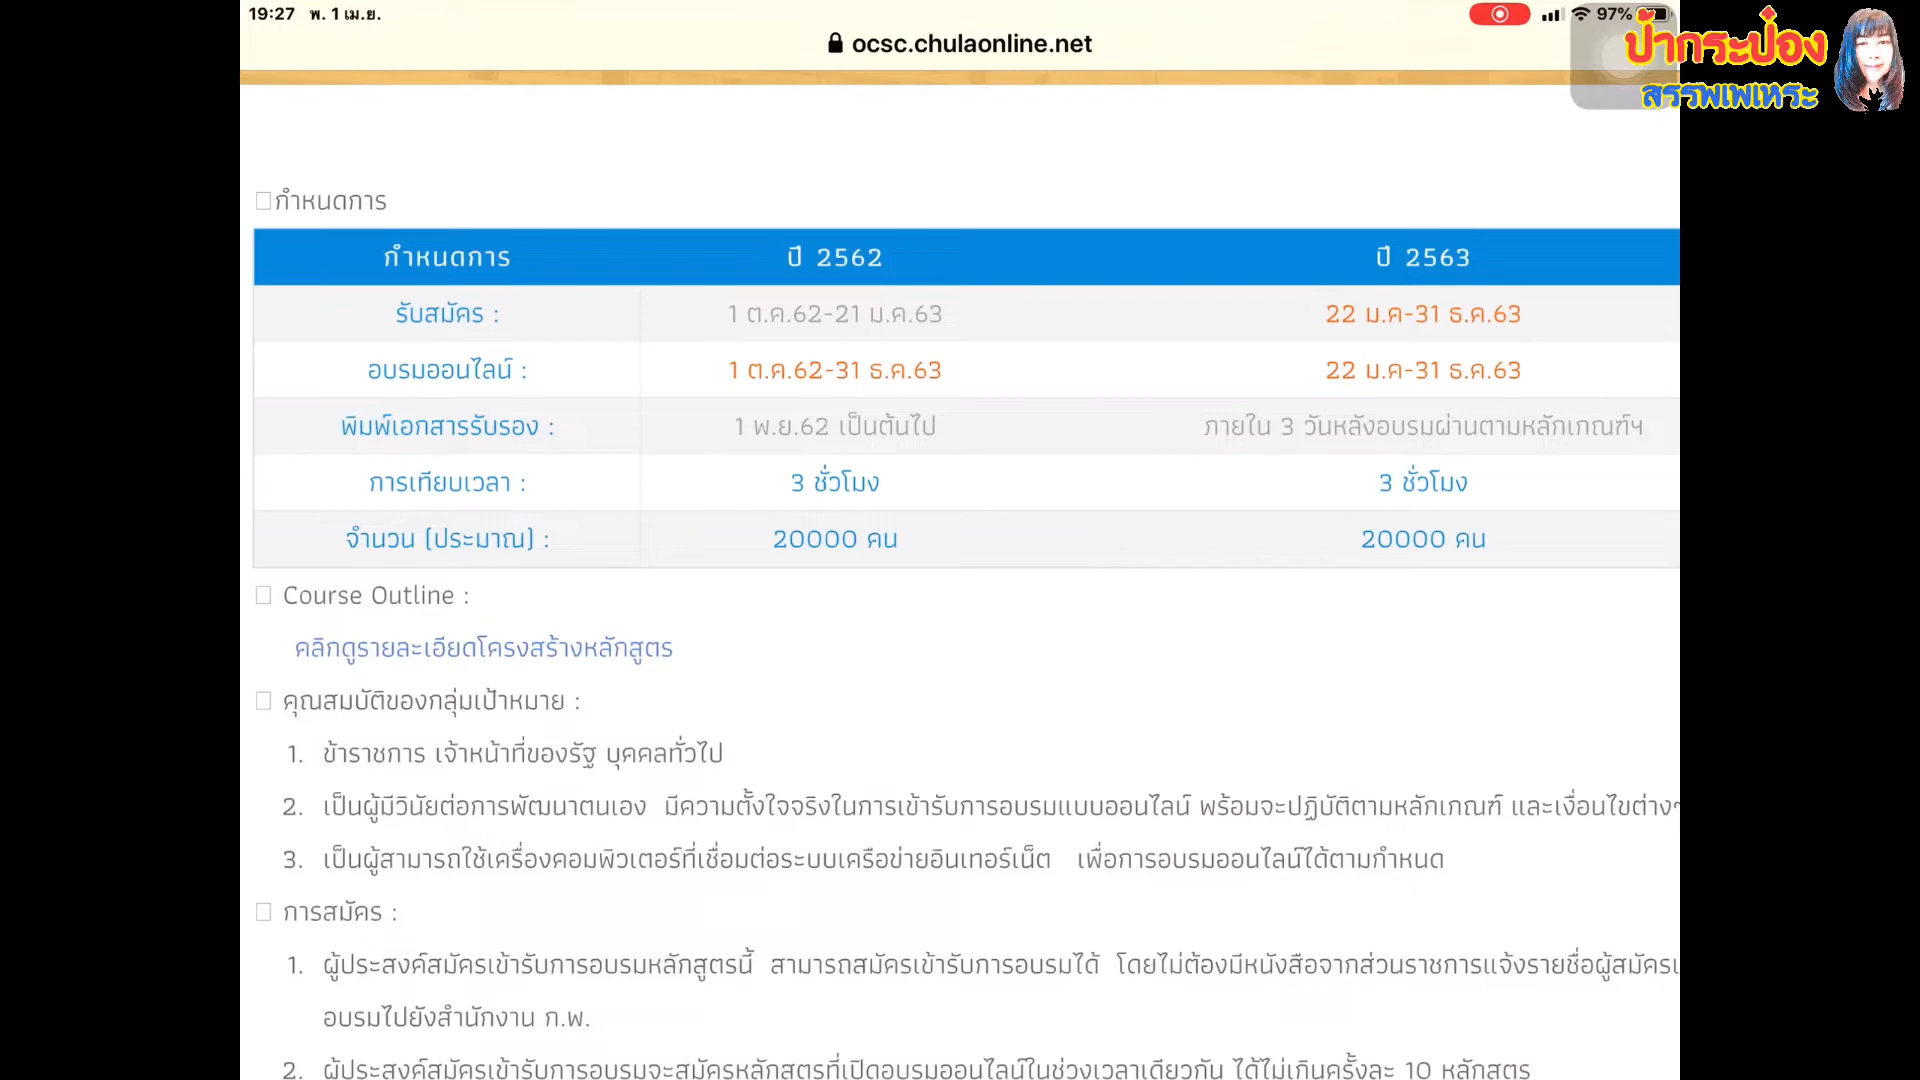 19:27 พ. 1 เม.ย.
97%
ocsc.chulaonline.net
ป้ากระป๋อง
สรรพเพเหระ
กำหนดการ
กำหนดการ ปี 2562 ปี 2563
รับสมัคร : 1 ต.ค.62-21 ม.ค.63 22 ม.ค-31 ธ.ค.63
อบรมออนไลน์ : 1 ต.ค.62-31 ธ.ค.63 22 ม.ค-31 ธ.ค.63
พิมพ์เอกสารรับรอง : 1 พ.ย.62 เป็นต้นไป ภายใน 3 วันหลังอบรมผ่านตามหลักเกณฑ์ฯ
การเทียบเวลา : 3 ชั่วโมง 3 ชั่วโมง
จำนวน (ประมาณ) : 20000 คน 20000 คน
Course Outline :
คลิกดูรายละเอียดโครงสร้างหลักสูตร
คุณสมบัติของกลุ่มเป้าหมาย :
1. ข้าราชการ เจ้าหน้าที่ของรัฐ บุคคลทั่วไป
2. เป็นผู้มีวินัยต่อการพัฒนาตนเอง มีความตั้งใจจริงในการเข้ารับการอบรมแบบออนไลน์ พร้อมจะปฏิบัติตามหลักเกณฑ์ และเงื่อนไขต่างๆ
3. เป็นผู้สามารถใช้เครื่องคอมพิวเตอร์ที่เชื่อมต่อระบบเครือข่ายอินเทอร์เน็ต เพื่อการอบรมออนไลน์ได้ตามกำหนด
การสมัคร :
1. ผู้ประสงค์สมัครเข้ารับการอบรมหลักสูตรนี้ สามารถสมัครเข้ารับการอบรมได้ โดยไม่ต้องมีหนังสือจากส่วนราชการแจ้งรายชื่อผู้สมัครเ
อบรมไปยังสำนักงาน ก.พ.
2. ผู้ประสงค์สมัครเข้ารับการอบรมจะสมัครหลักสูตรที่เปิดอบรมออนไลน์ในช่วงเวลาเดียวกัน ได้ไม่เกินครั้งละ 10 หลักสูตร